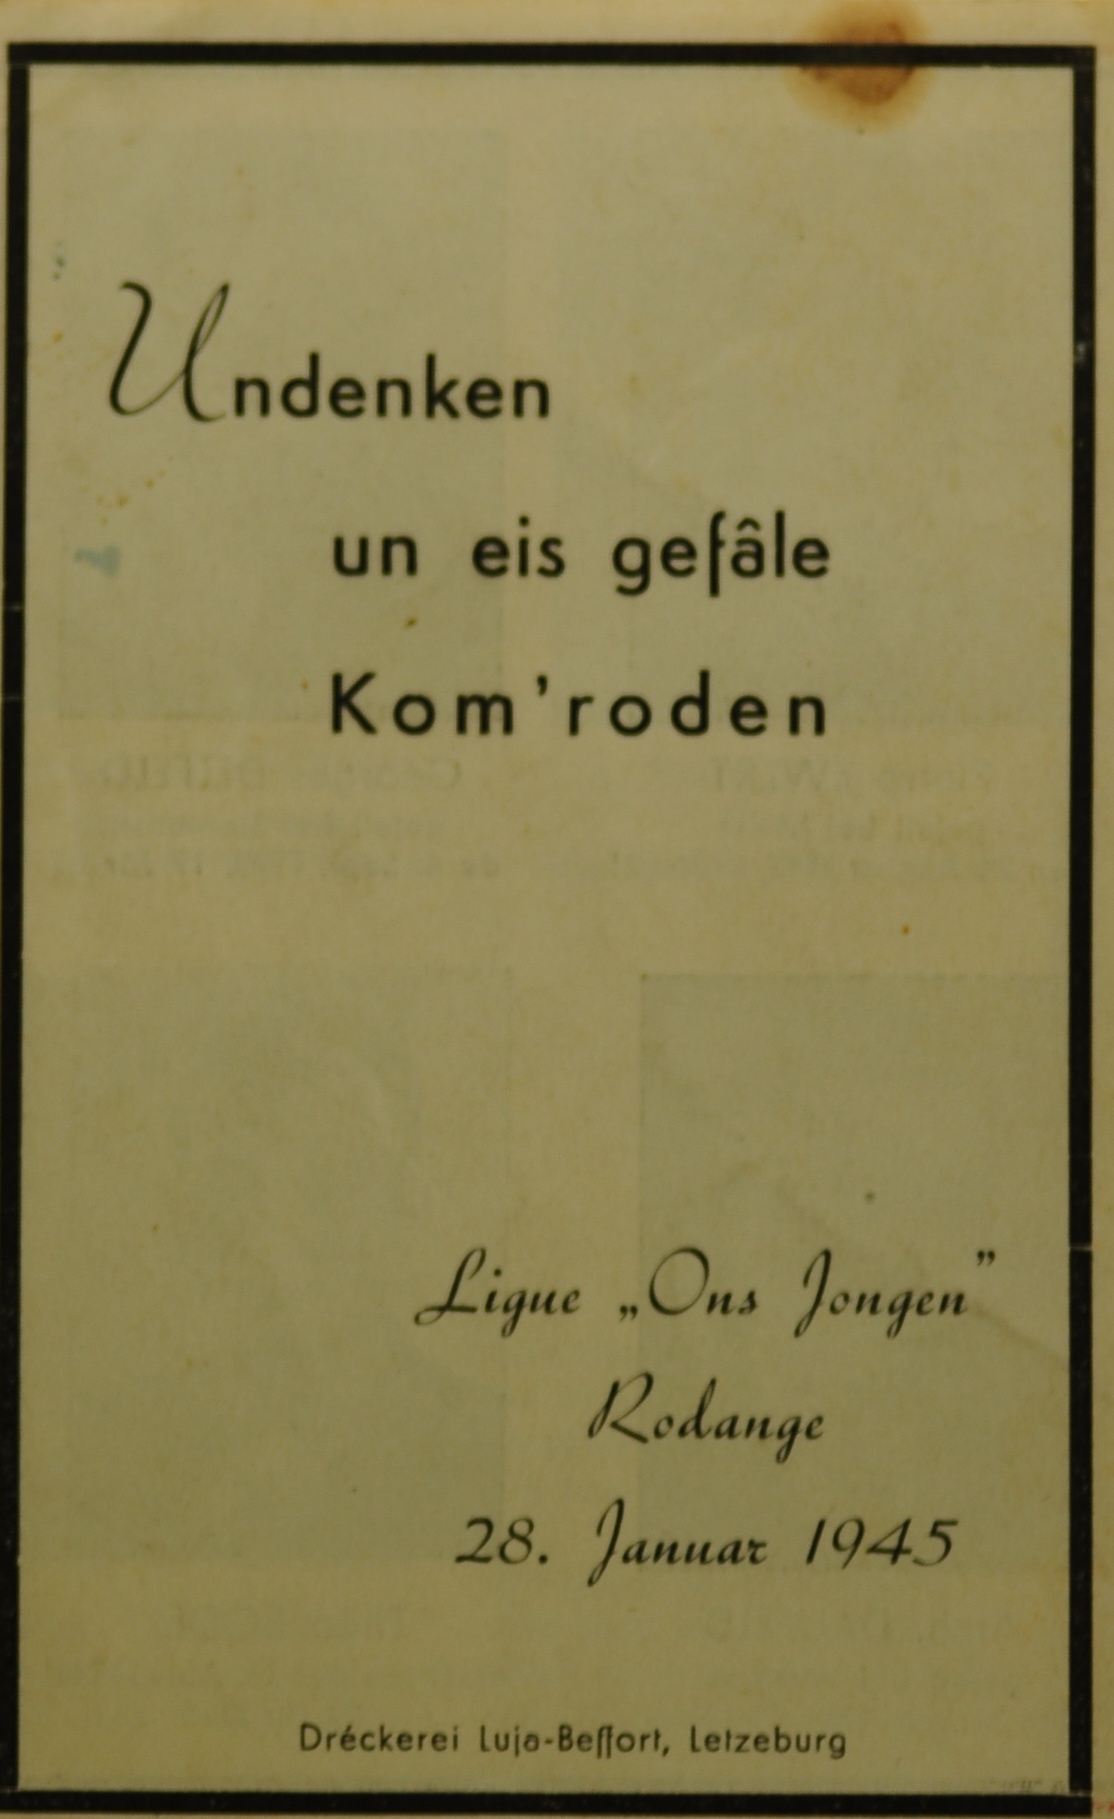 Undenken
un eis gefâle
Kom'roden
Ligue „Ons Jongen”
Rodange
28. Januar 1945
Dréckerei Luja-Beffort, Letzeburg